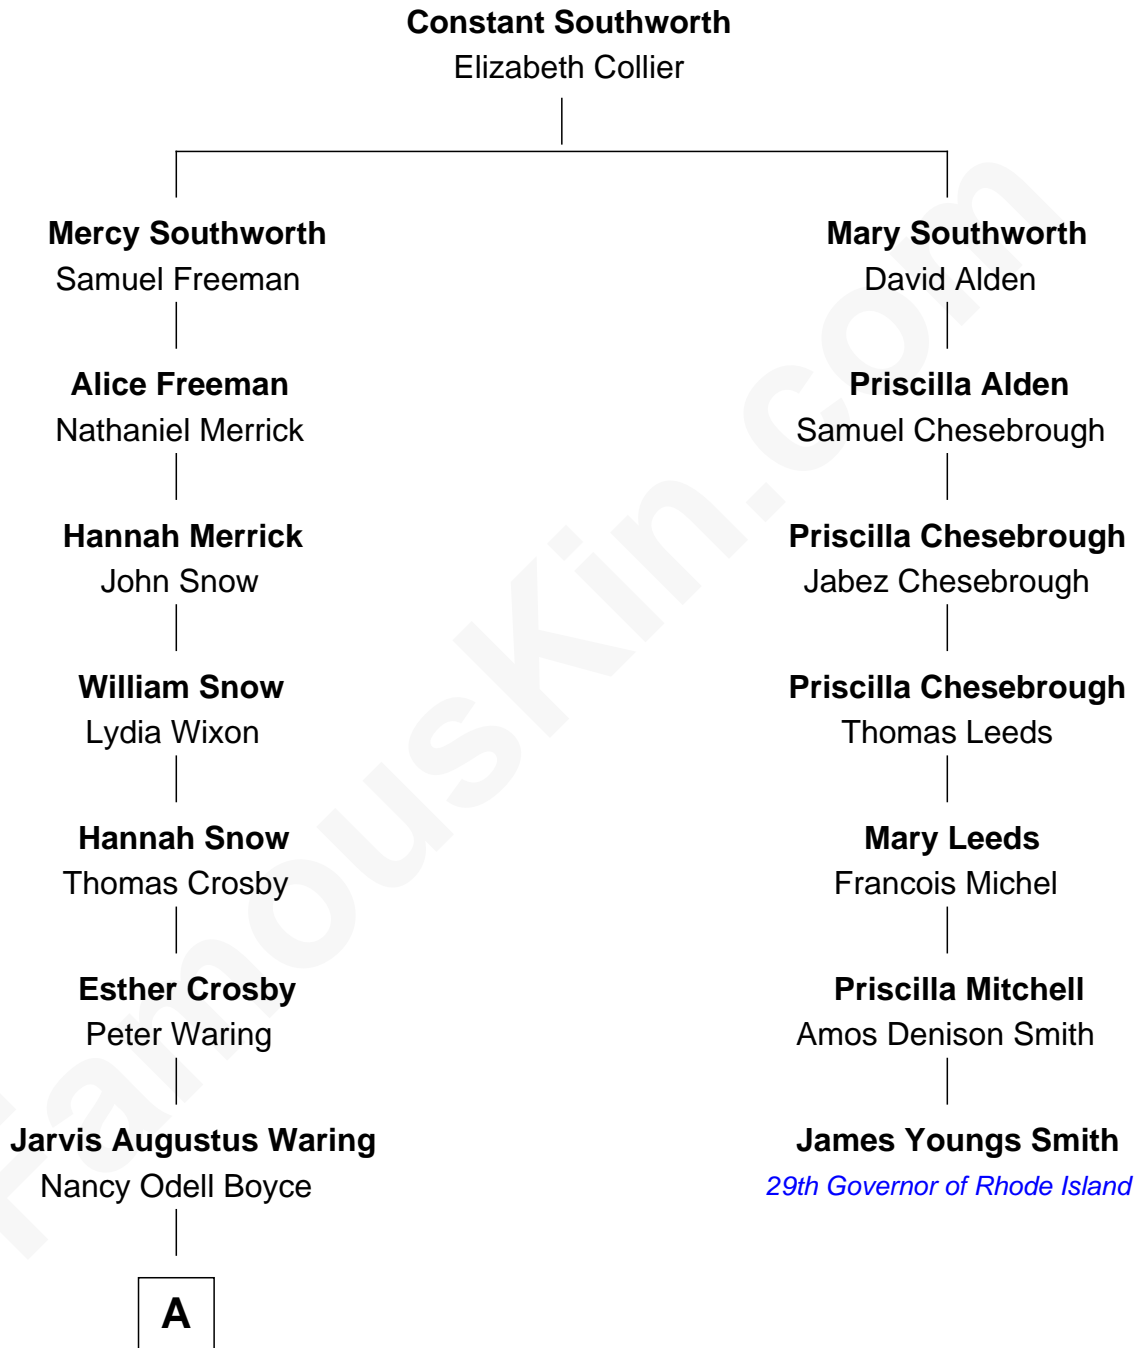 Constant Southworth
Elizabeth Collier
Mercy Southworth
Samuel Freeman
Mary Southworth
David Alden
Alice Freeman
Nathaniel Merrick
Priscilla Alden
Samuel Chesebrough
Hannah Merrick
John Snow
Priscilla Chesebrough
Jabez Chesebrough
William Snow
Lydia Wixon
Priscilla Chesebrough
Thomas Leeds
Hannah Snow
Thomas Crosby
Mary Leeds
Francois Michel
Esther Crosby
Peter Waring
Priscilla Mitchell
Amos Denison Smith
Jarvis Augustus Waring
Nancy Odell Boyce
James Youngs Smith
29th Governor of Rhode Island
A
FamousKin.com